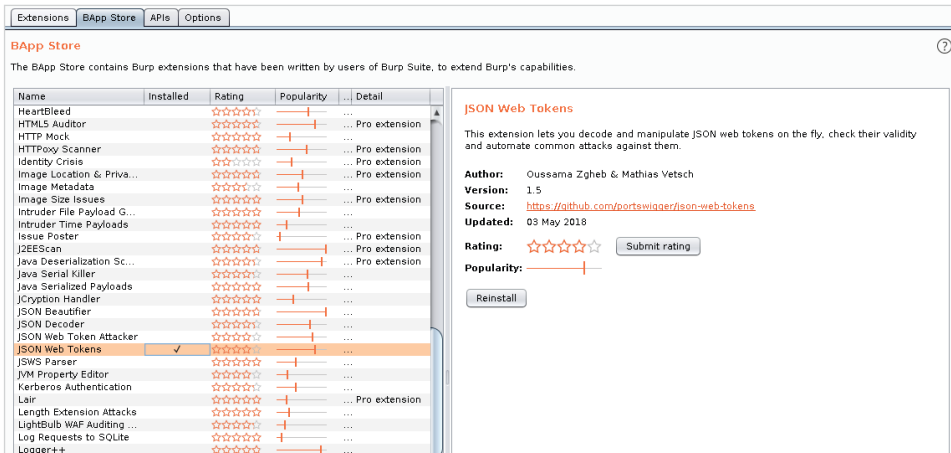 Extensions BApp Store APIs Options
BApp Store
?
The BApp Store contains Burp extensions that have been written by users of Burp Suite, to extend Burp's capabilities.
Name Installed Rating Popularity ... Detail
HeartBleed ...
HTML5 Auditor ... Pro extension
HTTP Mock ...
HTTPoxy Scanner ... Pro extension
Identity Crisis ... Pro extension
Image Location & Priva... ... Pro extension
Image Metadata ...
Image Size Issues ... Pro extension
Intruder File Payload G... ...
Intruder Time Payloads ...
Issue Poster ... Pro extension
J2EEScan ... Pro extension
Java Deserialization Sc... ... Pro extension
Java Serial Killer ...
Java Serialized Payloads ...
JCryption Handler ...
JSON Beautifier ...
JSON Decoder ...
JSON Web Token Attacker ...
JSON Web Tokens ✓ ...
JSWS Parser ...
JVM Property Editor ...
Kerberos Authentication ...
Lair ... Pro extension
Length Extension Attacks ...
LightBulb WAF Auditing ... ...
Log Requests to SQLite ...
Logger++ ...
JSON Web Tokens
This extension lets you decode and manipulate JSON web tokens on the fly, check their validity
and automate common attacks against them.
Author: Oussama Zgheb & Mathias Vetsch
Version: 1.5
Source: https://github.com/portswigger/json-web-tokens
Updated: 03 May 2018
Rating: Submit rating
Popularity:
Reinstall